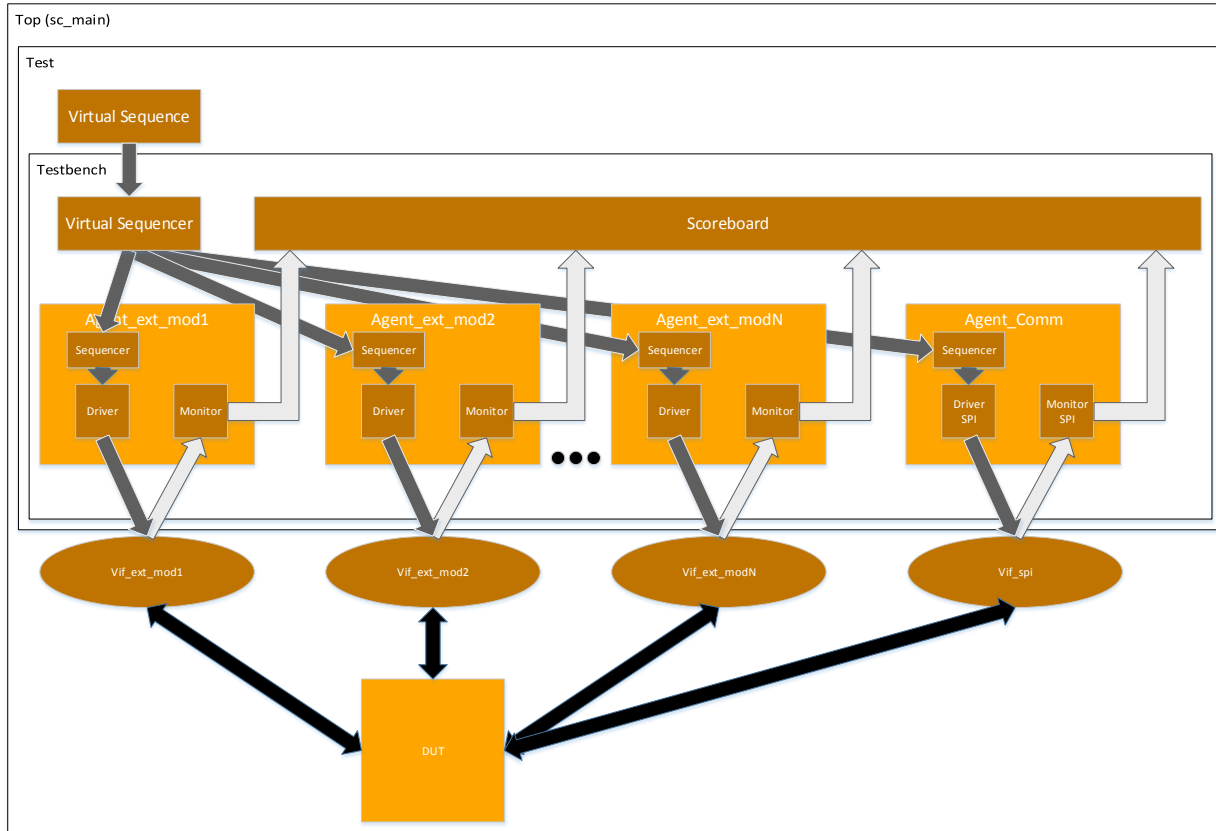 Top (sc_main)
Test
Virtual Sequence
Testbench
Virtual Sequencer
Scoreboard
Agent_ext_mod1
Agent_ext_mod2
Agent_ext_modN
Agent_Comm
Sequencer
Sequencer
Sequencer
Sequencer
Driver
Monitor
Driver
Monitor
Driver
Monitor
Driver
SPI
Monitor
SPI
Vif_ext_mod1
Vif_ext_mod2
Vif_ext_modN
Vif_spi
DUT